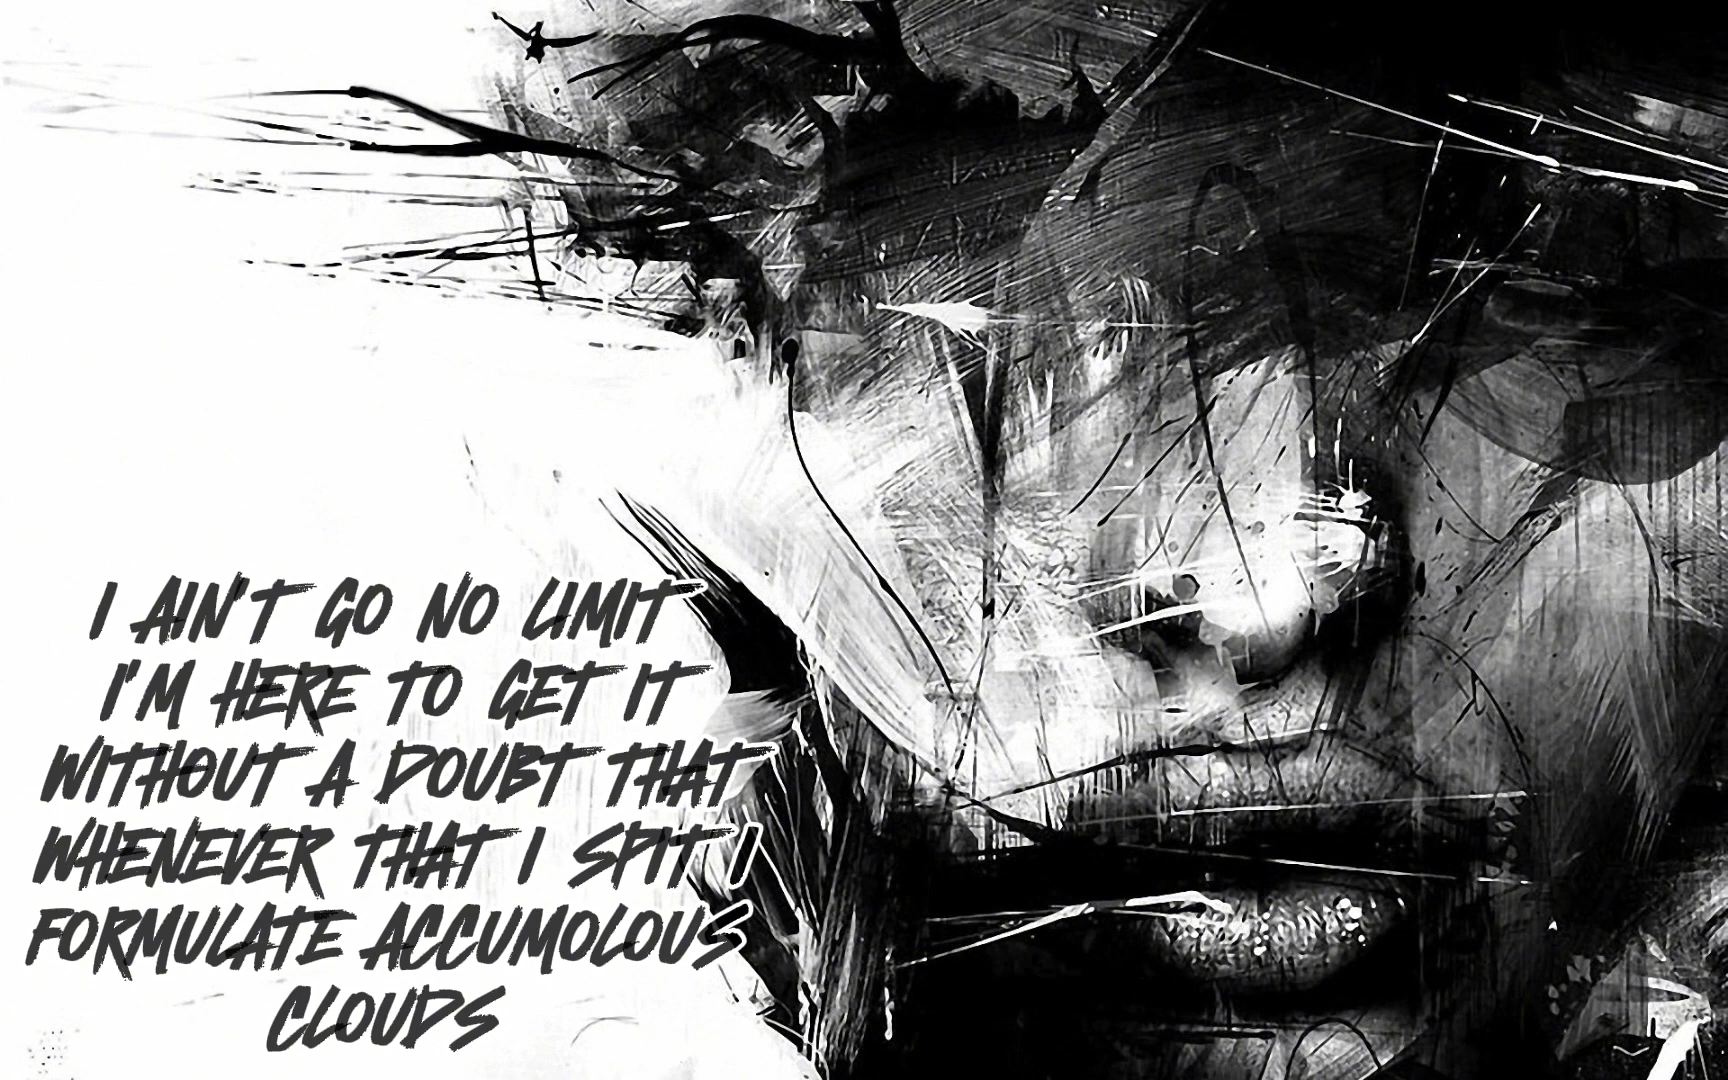 I AIN'T GO NO LIMIT
I'M HERE TO GET IT
WITHOUT A DOUBT THAT
WHENEVER THAT I SPIT I
FORMULATE ACCUMOLOUS
CLOUDS